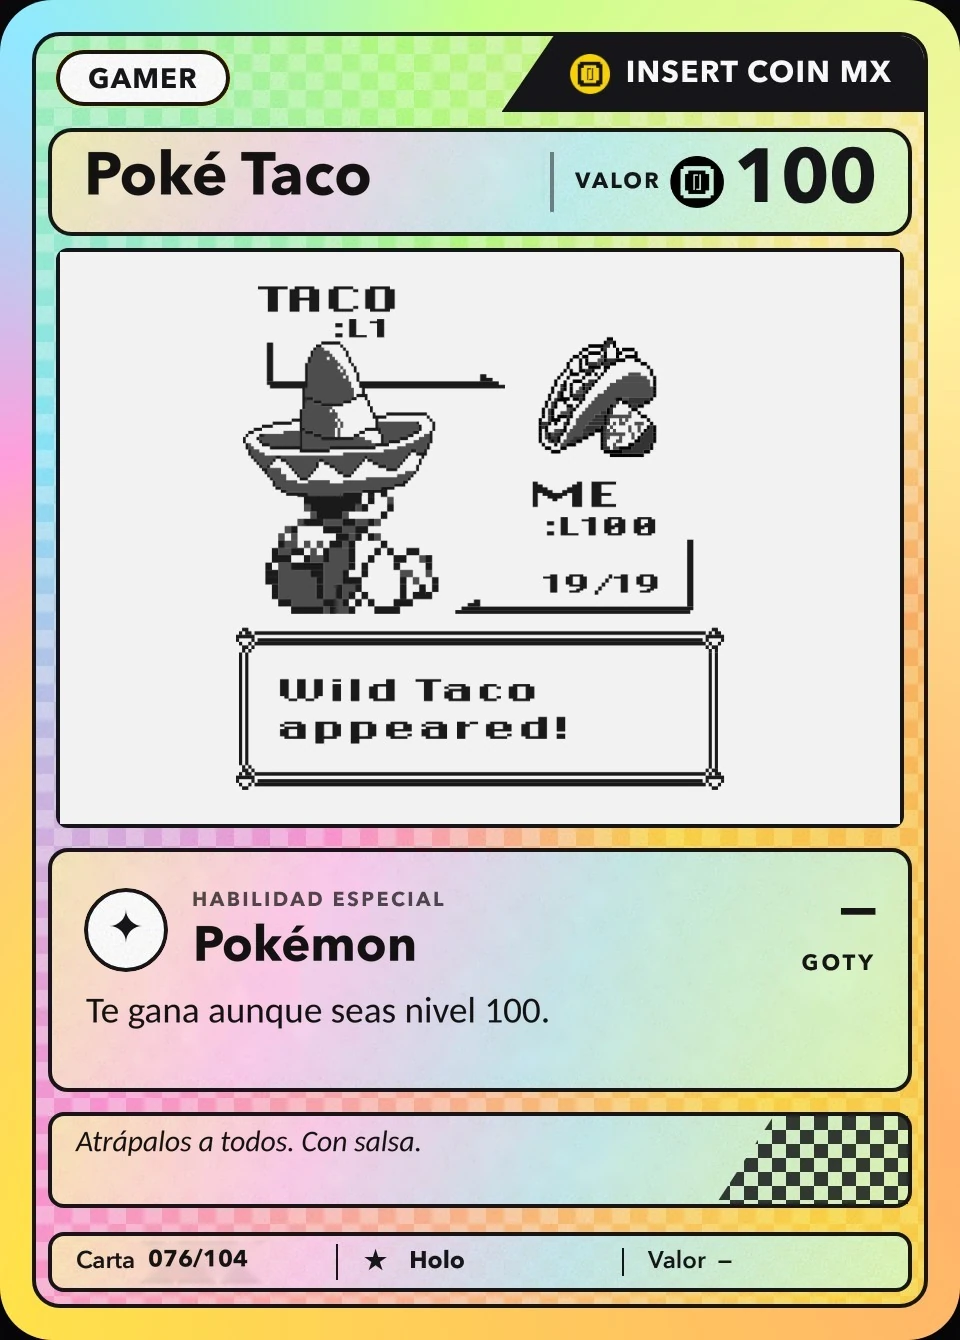 GAMER
INSERT COIN MX
Poké Taco
VALOR 100
TACO
:L1
ME
:L100
19/19
Wild Taco
appeared!
HABILIDAD ESPECIAL
Pokémon
–
GOTY
Te gana aunque seas nivel 100.
Atrápalos a todos. Con salsa.
Carta 076/104 ★ Holo Valor –